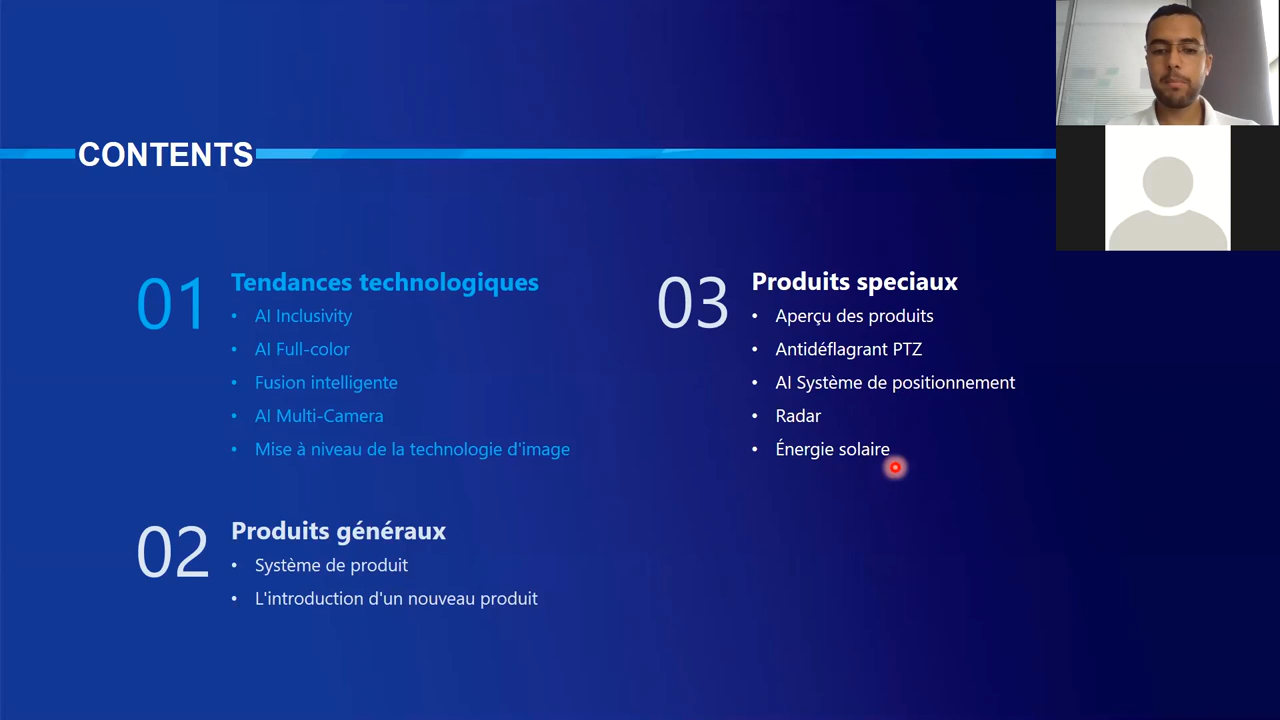 CONTENTS
01
Tendances technologiques
• AI Inclusivity
• AI Full-color
• Fusion intelligente
• AI Multi-Camera
• Mise à niveau de la technologie d'image
02
Produits généraux
• Système de produit
• L'introduction d'un nouveau produit
03
Produits speciaux
• Aperçu des produits
• Antidéflagrant PTZ
• AI Système de positionnement
• Radar
• Énergie solaire